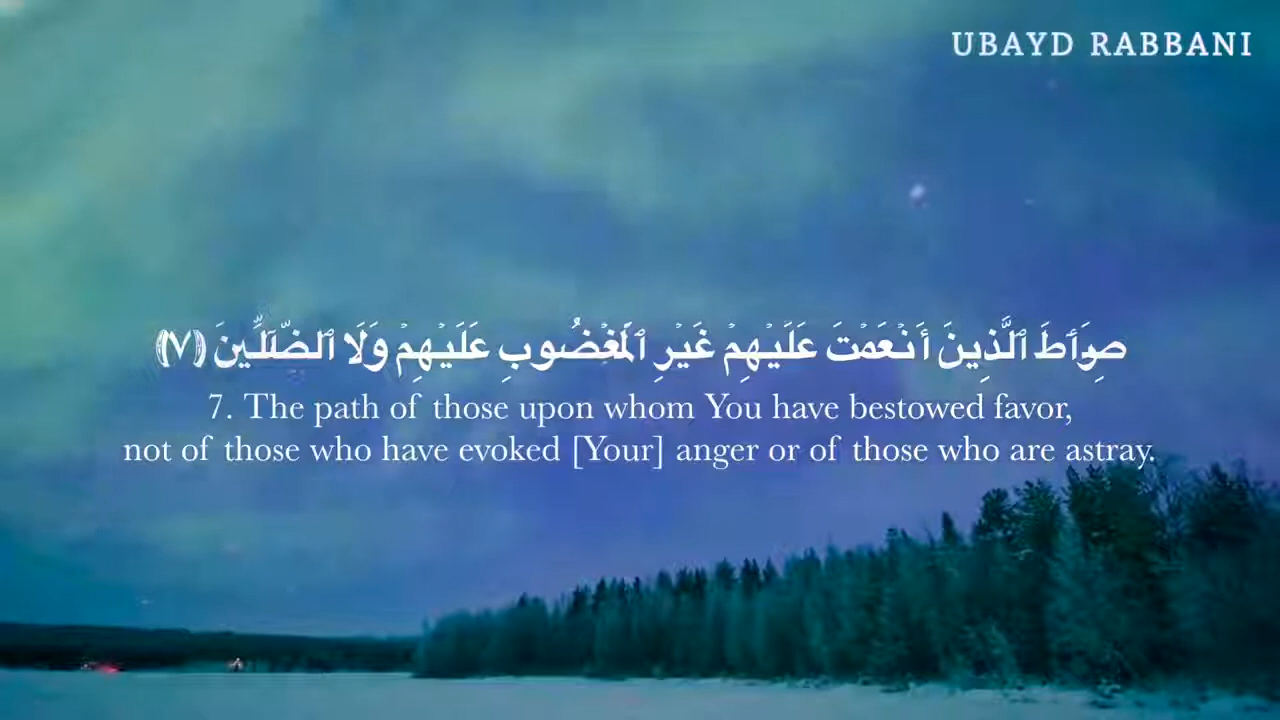 UBAYD RABBANI
صِرَٰطَ ٱلَّذِينَ أَنْعَمْتَ عَلَيْهِمْ غَيْرِ ٱلْمَغْضُوبِ عَلَيْهِمْ وَلَا ٱلضَّآلِّينَ ﴿٧﴾
7. The path of those upon whom You have bestowed favor,
not of those who have evoked [Your] anger or of those who are astray.